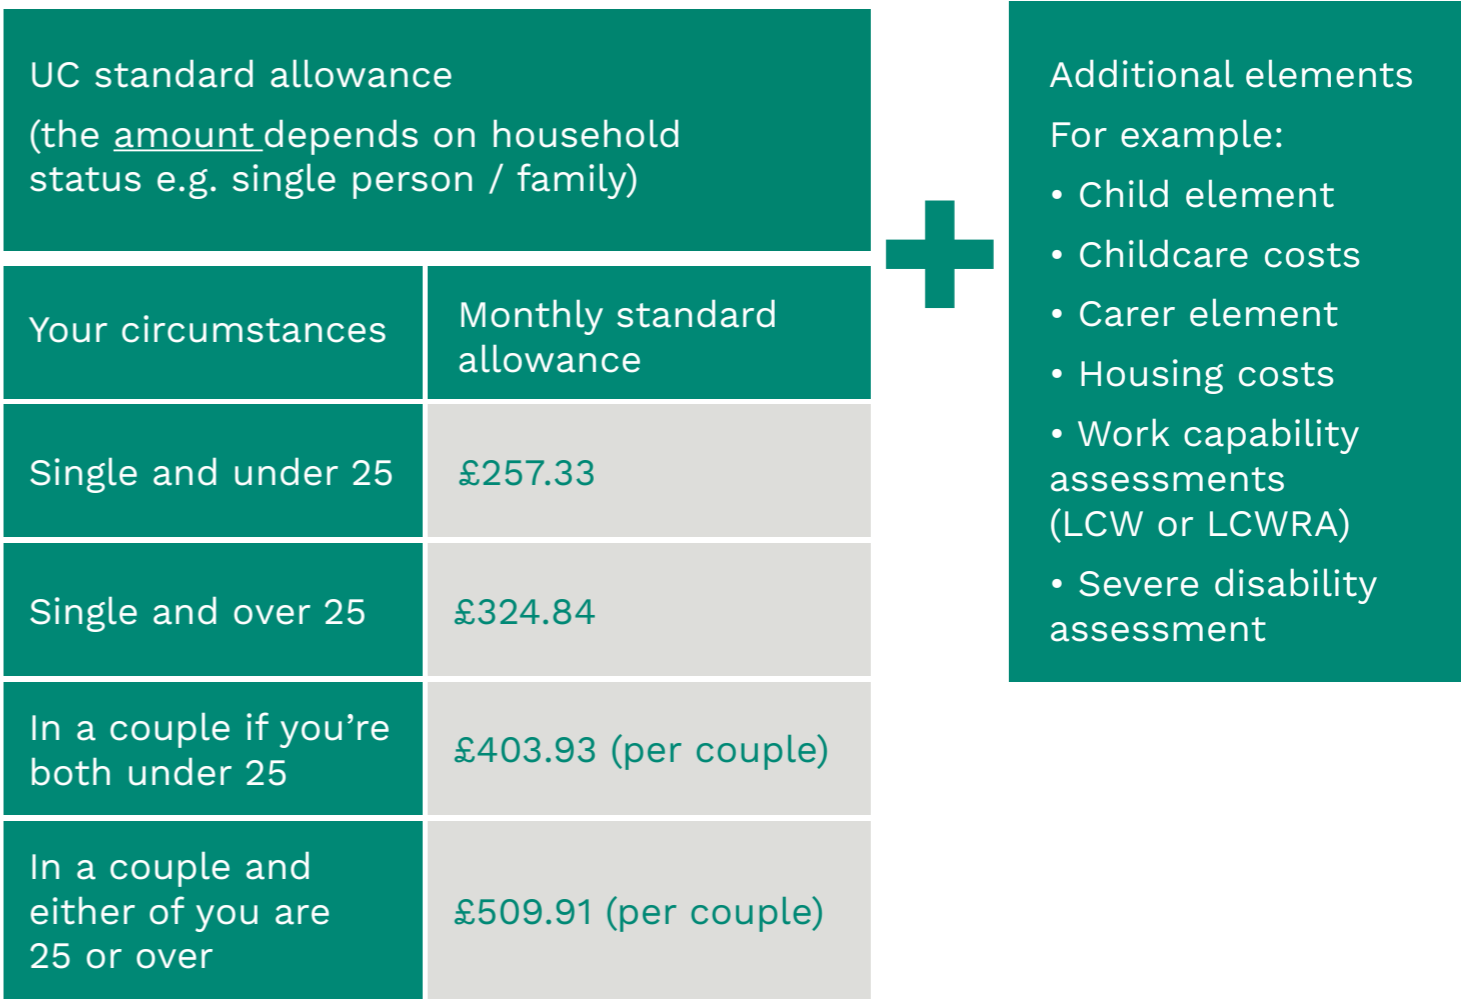 UC standard allowance
(the amount depends on household
status e.g. single person / family)
Your circumstances
Monthly standard
allowance
Single and under 25
£257.33
Single and over 25
£324.84
In a couple if you’re
both under 25
£403.93 (per couple)
In a couple and
either of you are
25 or over
£509.91 (per couple)
Additional elements
For example:
• Child element
• Childcare costs
• Carer element
• Housing costs
• Work capability
assessments
(LCW or LCWRA)
• Severe disability
assessment